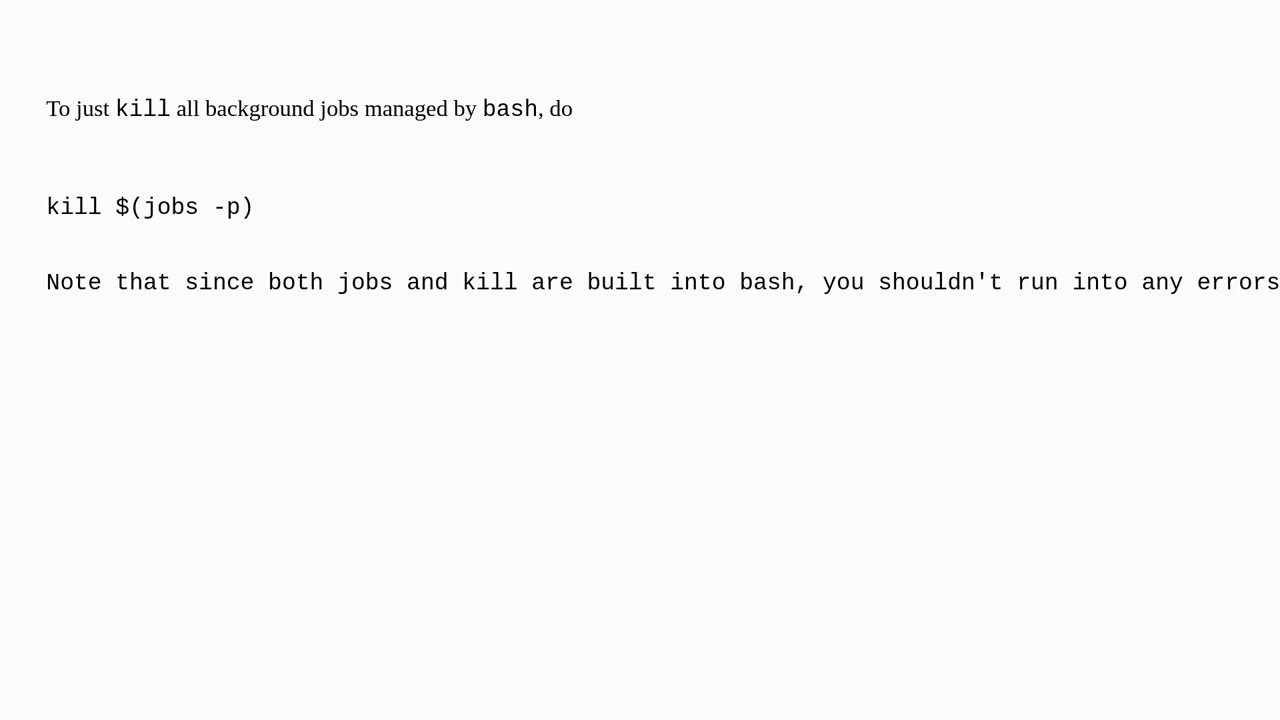 To just kill all background jobs managed by bash, do
kill $(jobs -p)
Note that since both jobs and kill are built into bash, you shouldn't run into any errors